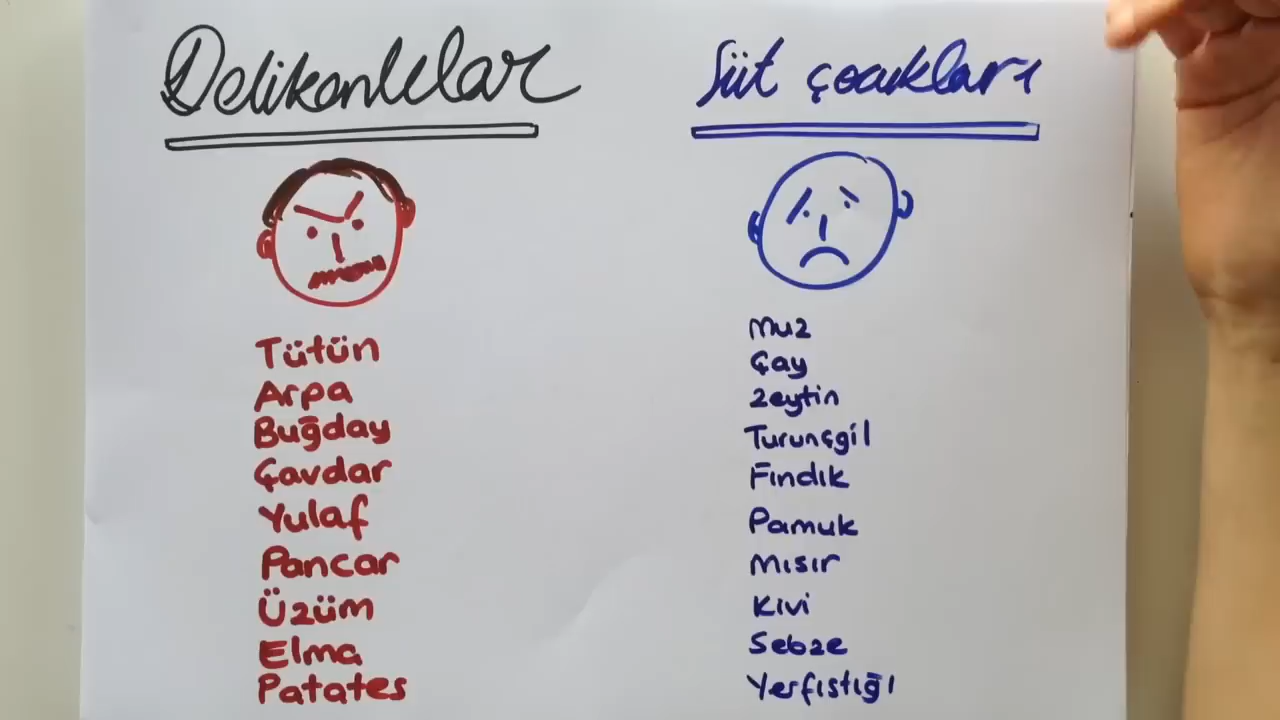 Delikanlılar
Tütün
Arpa
Buğday
Çavdar
Yulaf
Pancar
Üzüm
Elma
Patates
Süt çocukları
Muz
Çay
Zeytin
Turunçgil
Fındık
Pamuk
Mısır
Kivi
Sebze
Yerfıstığı